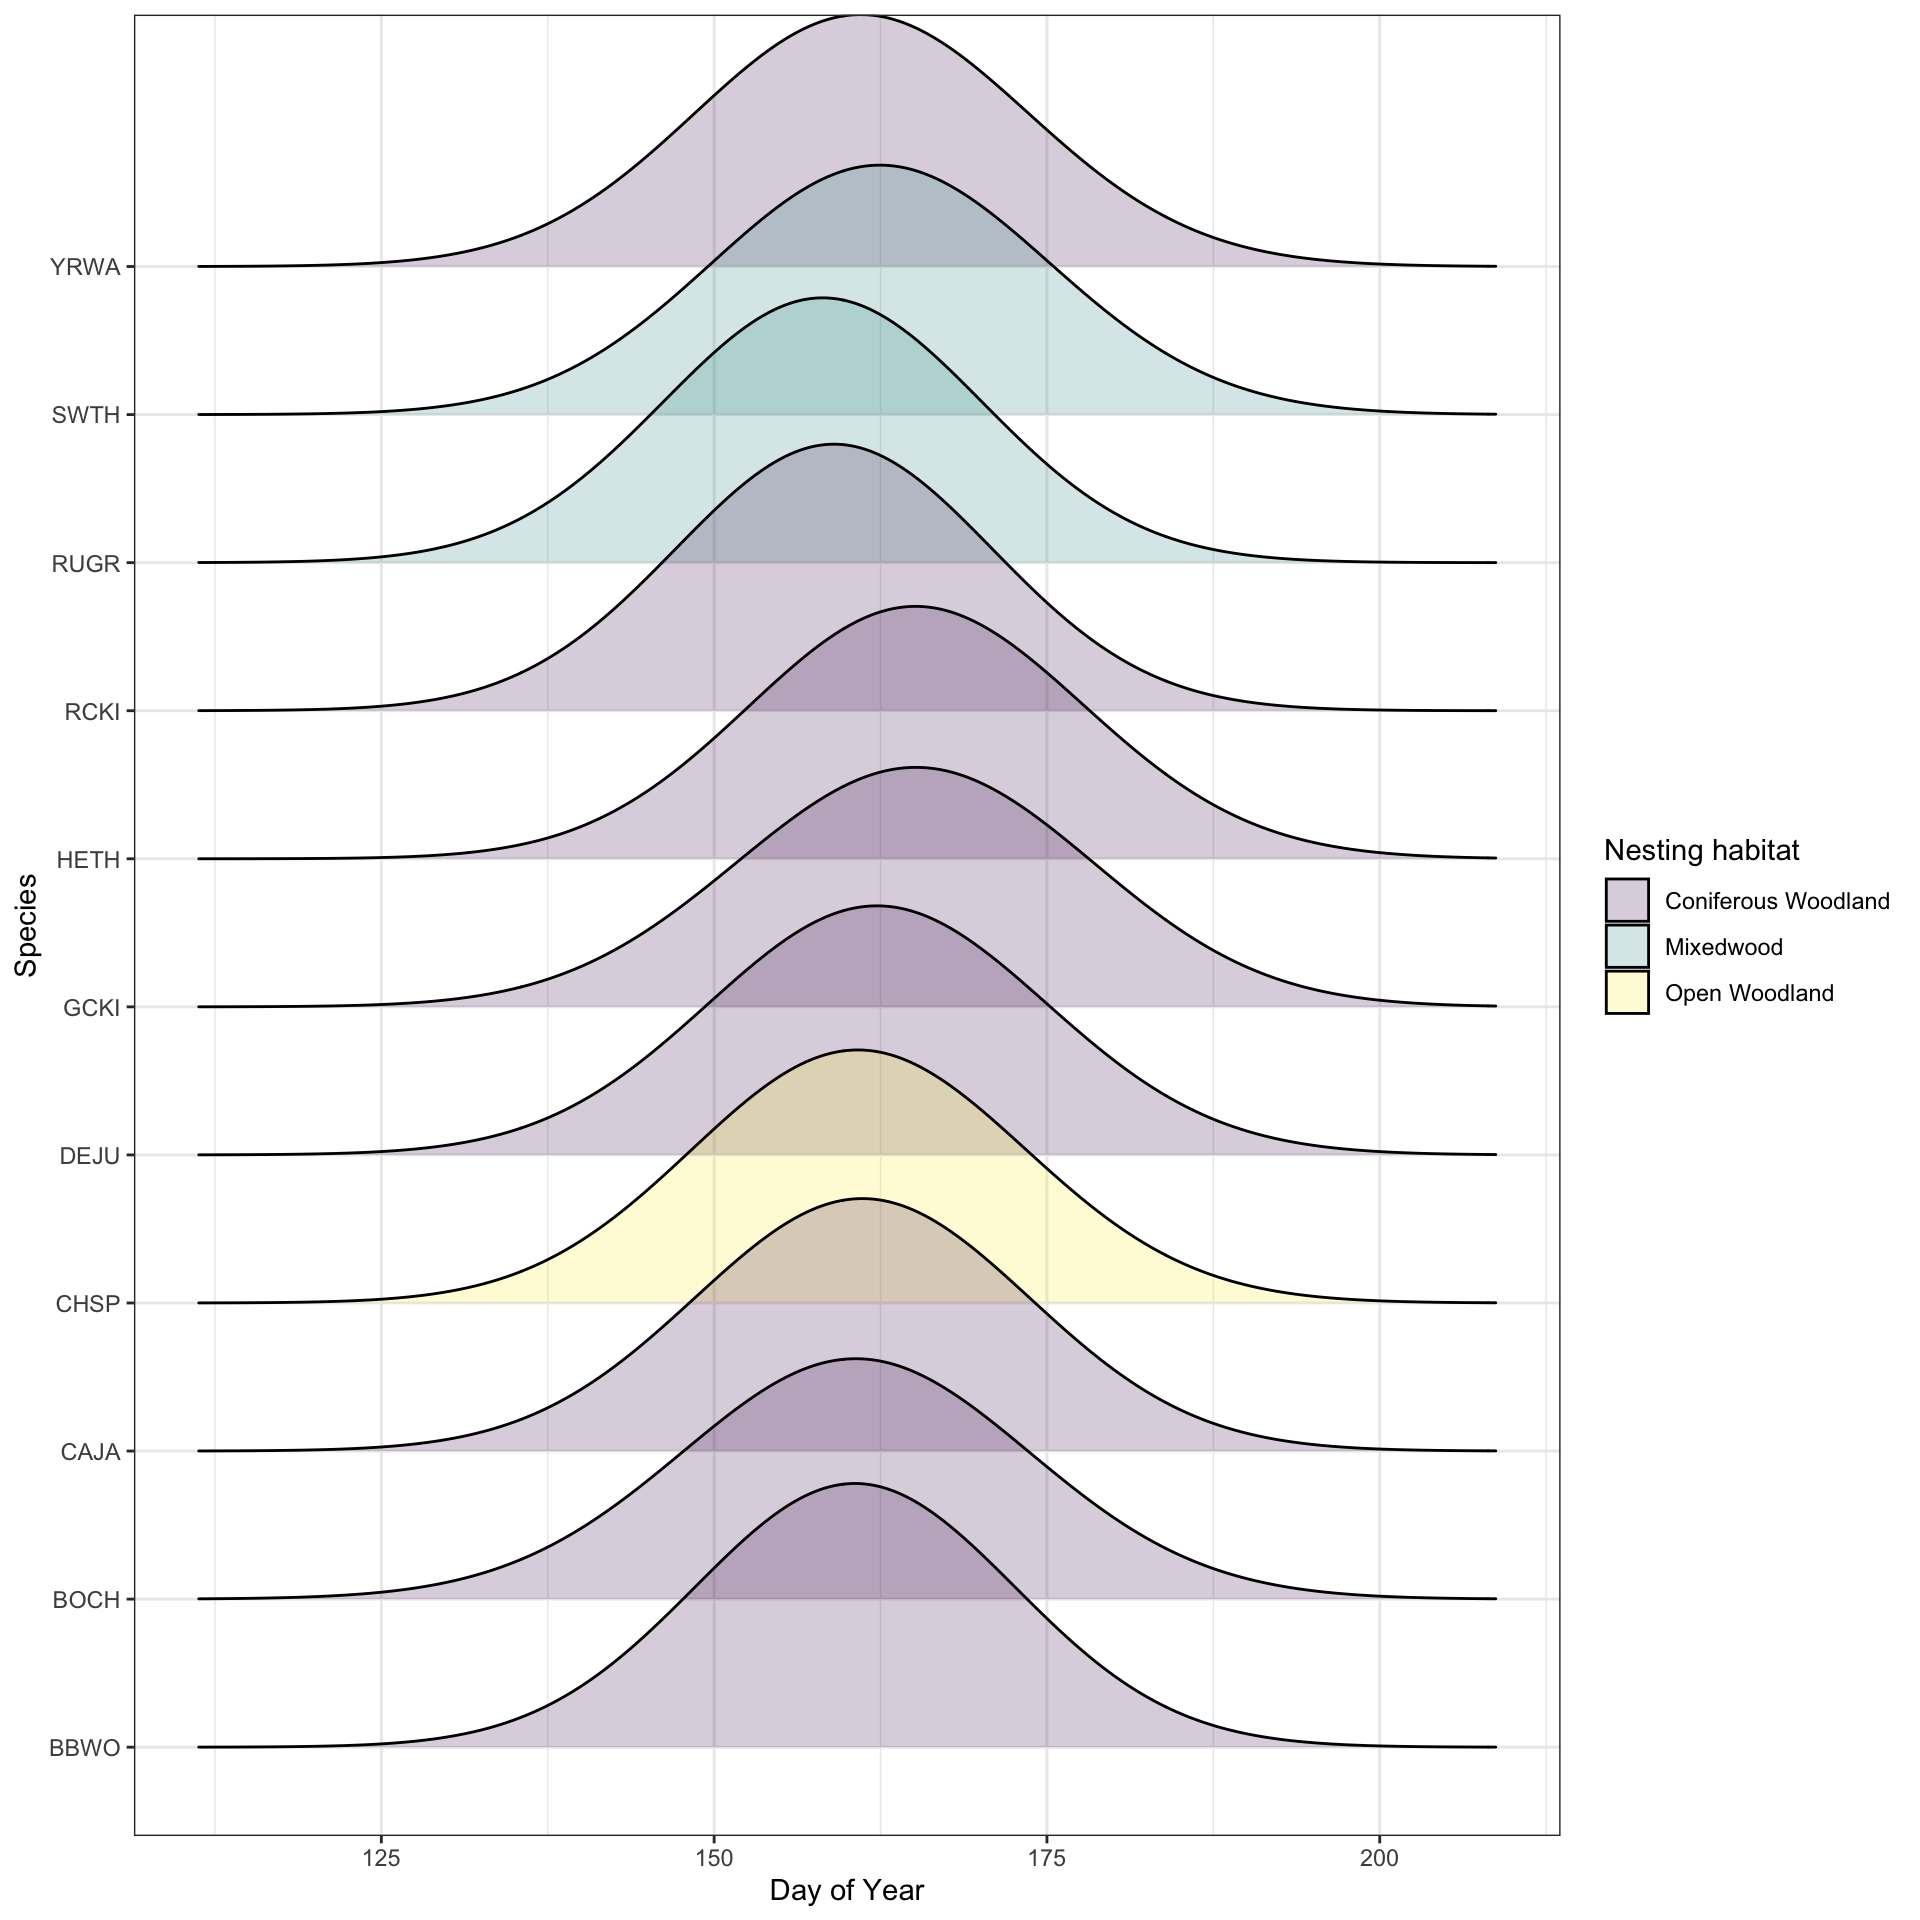 YRWA
SWTH
RUGR
RCKI
HETH
GCKI
DEJU
CHSP
CAJA
BOCH
BBWO
Species
125 150 175 200
Day of Year
Nesting habitat
Coniferous Woodland
Mixedwood
Open Woodland